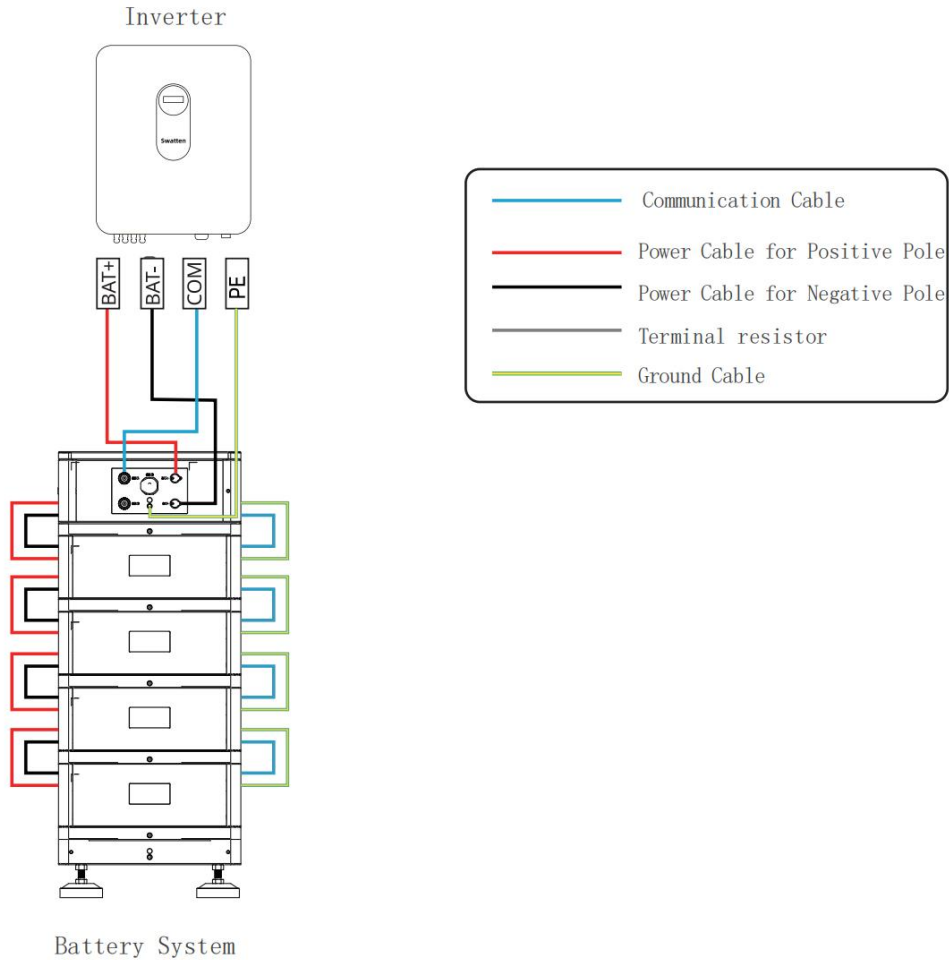 Inverter
Swatten
BAT+
BAT-
COM
PE
Communication Cable
Power Cable for Positive Pole
Power Cable for Negative Pole
Terminal resistor
Ground Cable
Battery System